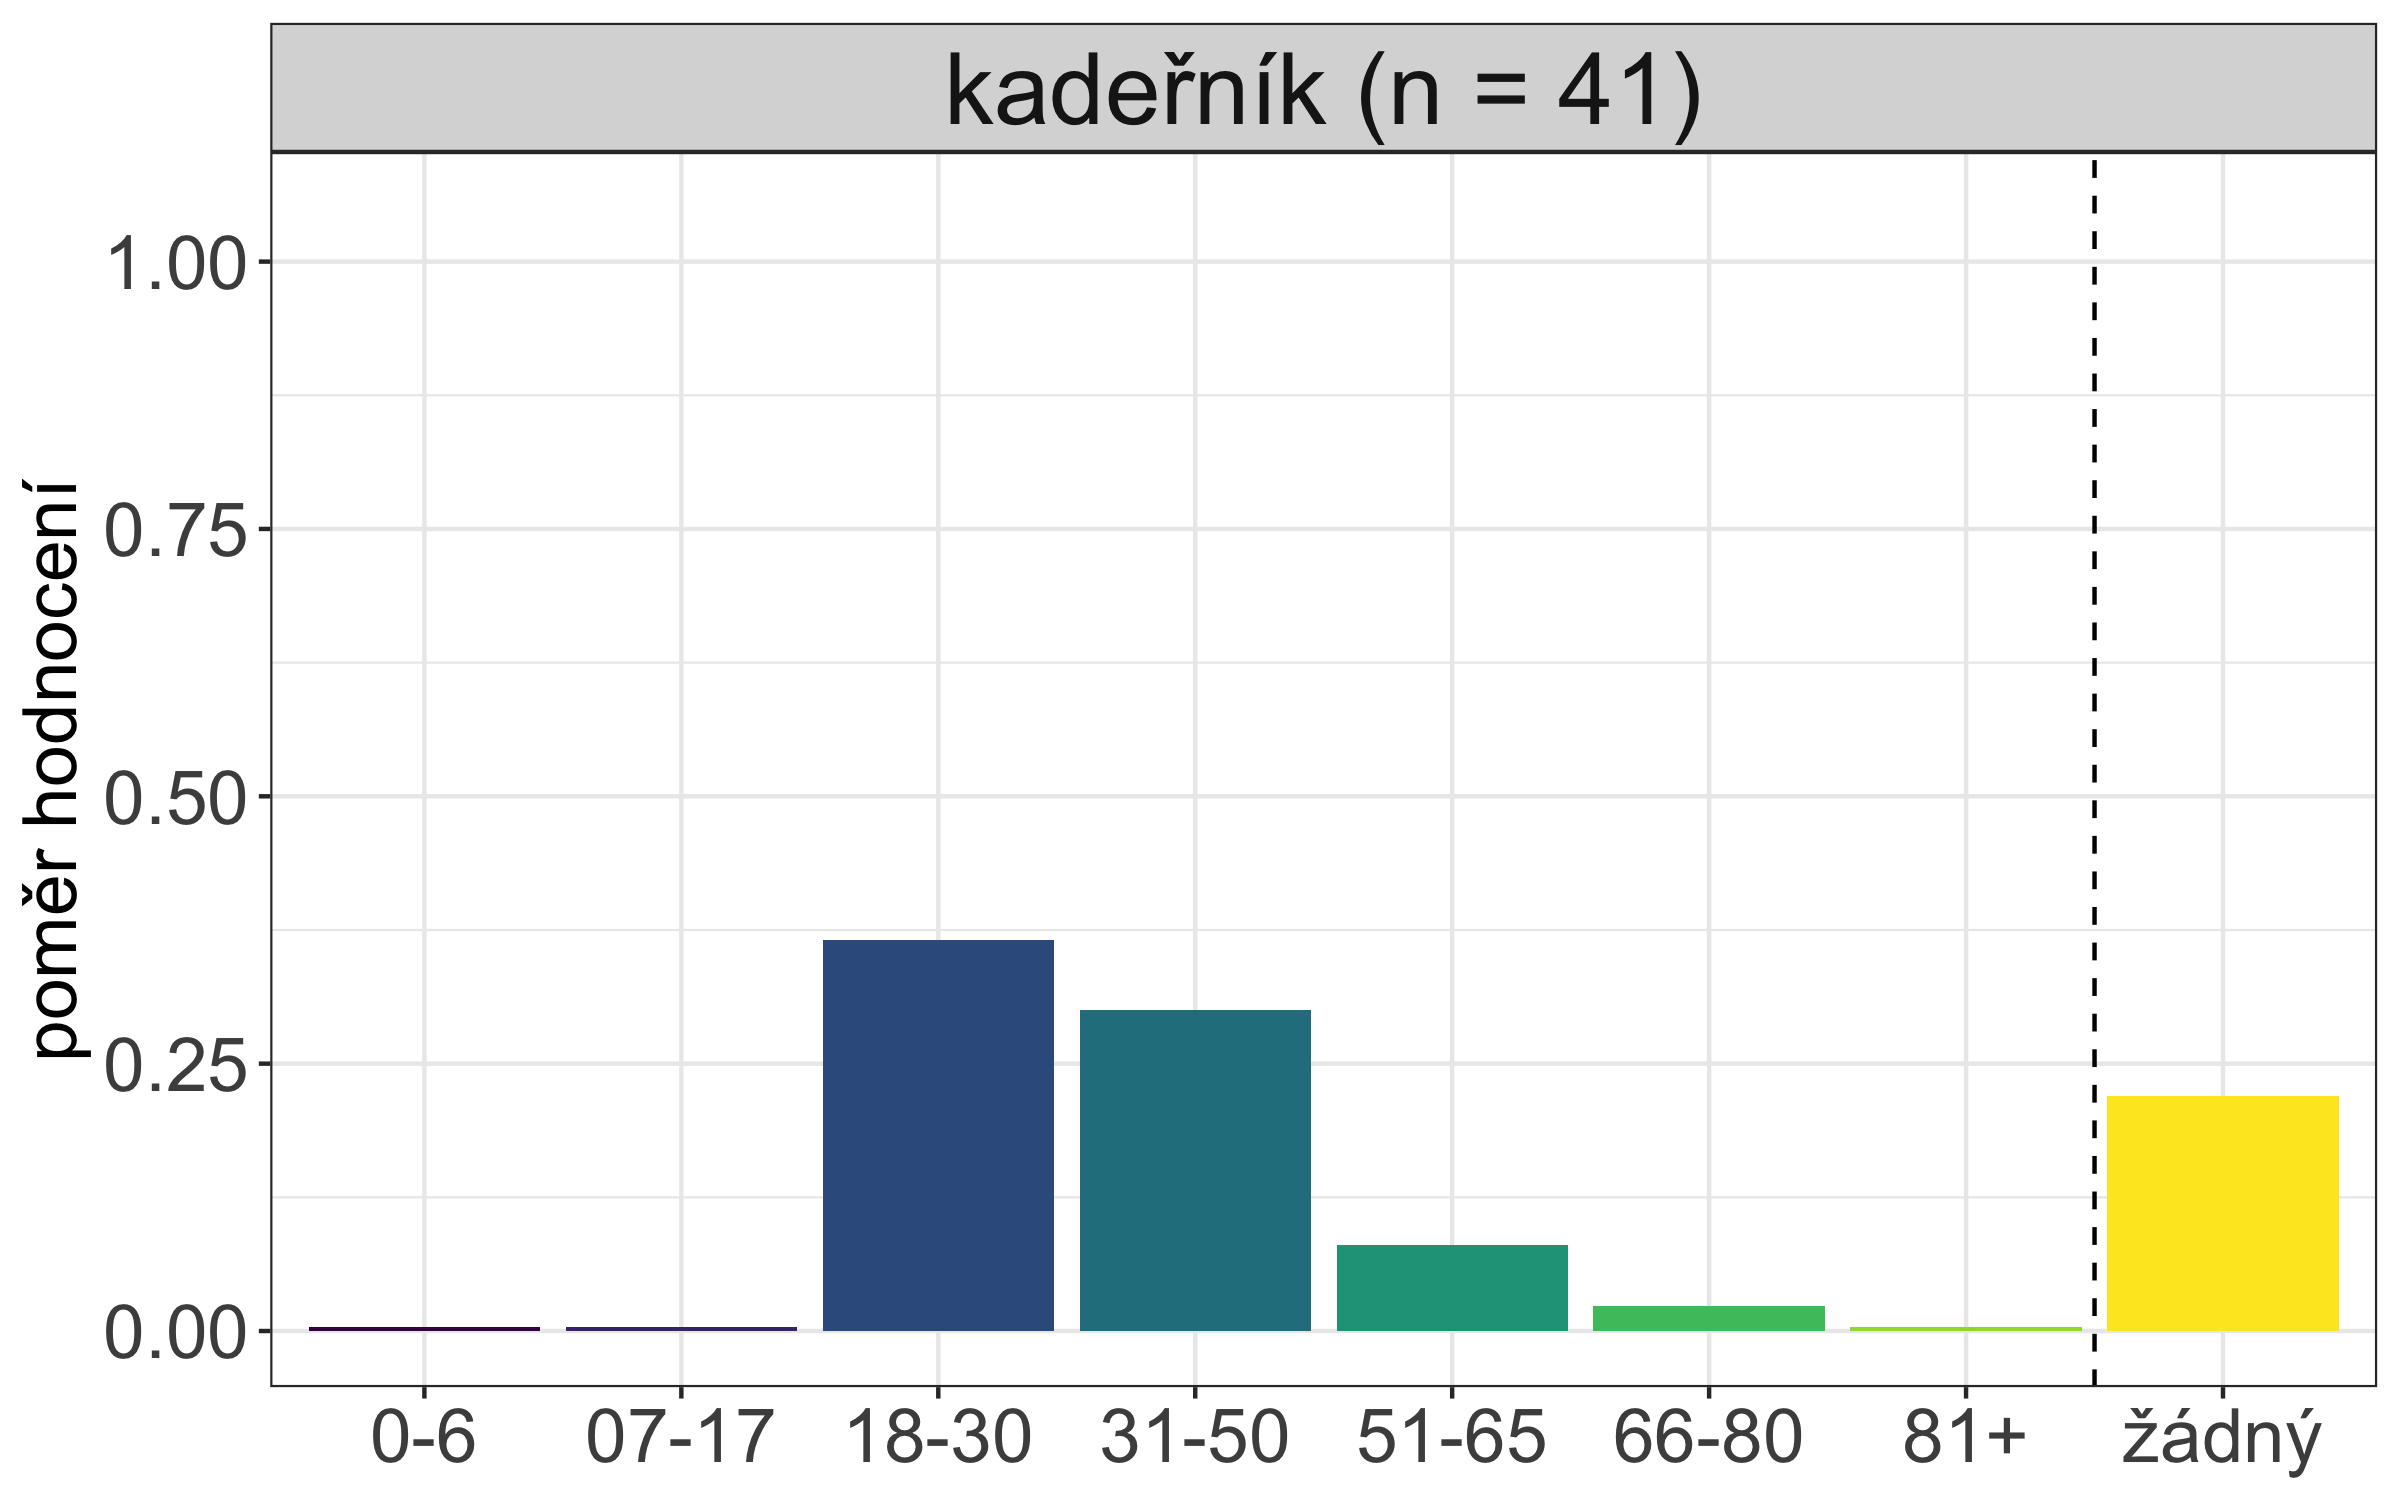 kadeřník (n = 41)
poměr hodnocení
1.00
0.75
0.50
0.25
0.00
0-6 07-17 18-30 31-50 51-65 66-80 81+ žádný